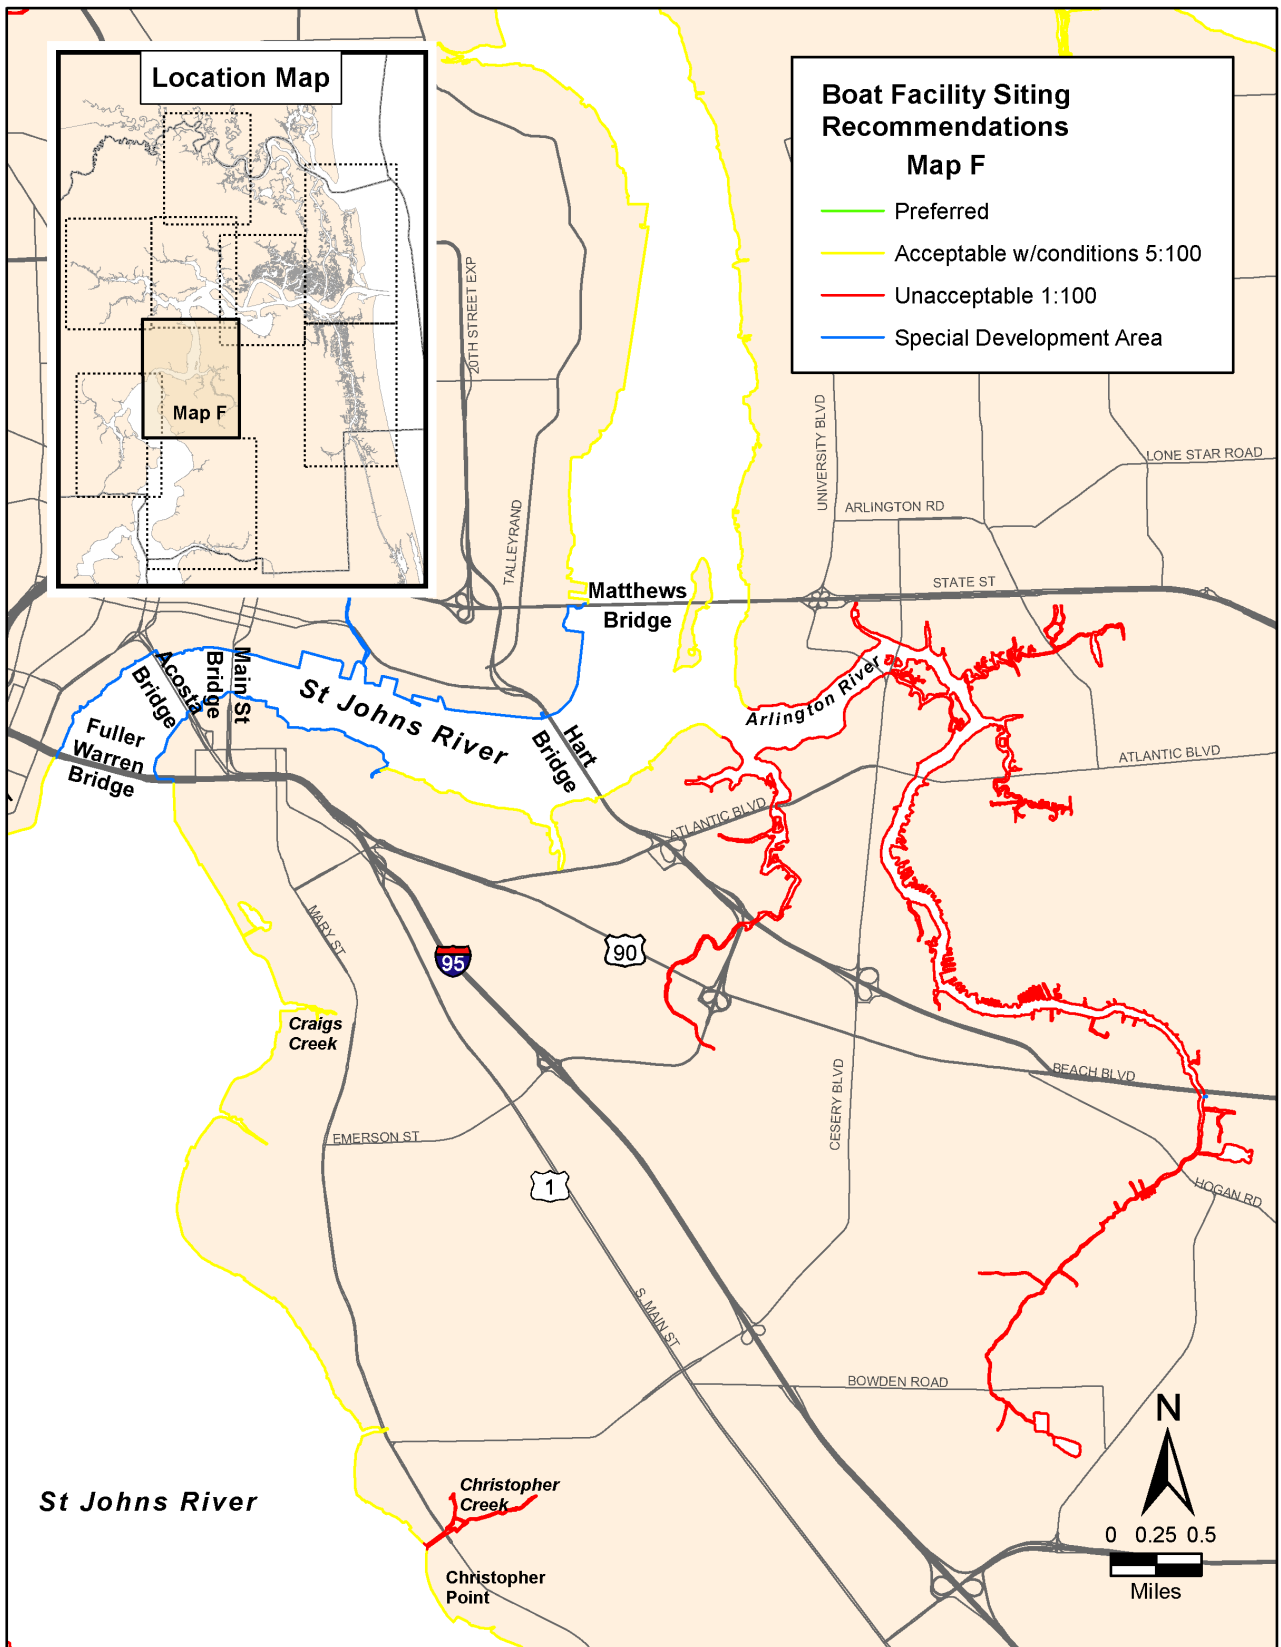 Location Map
Map F
Boat Facility Siting
Recommendations
Map F
Preferred
Acceptable w/conditions 5:100
Unacceptable 1:100
Special Development Area
20TH STREET EXP
TALLEYRAND
UNIVERSITY BLVD
LONE STAR ROAD
ARLINGTON RD
STATE ST
Matthews
Bridge
Acosta
Bridge
Main St
Bridge
St Johns River
Arlington River
Fuller
Warren
Bridge
Hart
Bridge
ATLANTIC BLVD
ATLANTIC BLVD
MARY ST
95
90
Craigs
Creek
BEACH BLVD
CESERY BLVD
EMERSON ST
1
HOGAN RD
S. MAIN ST
BOWDEN ROAD
N
St Johns River
Christopher
Creek
0 0.25 0.5
Miles
Christopher
Point